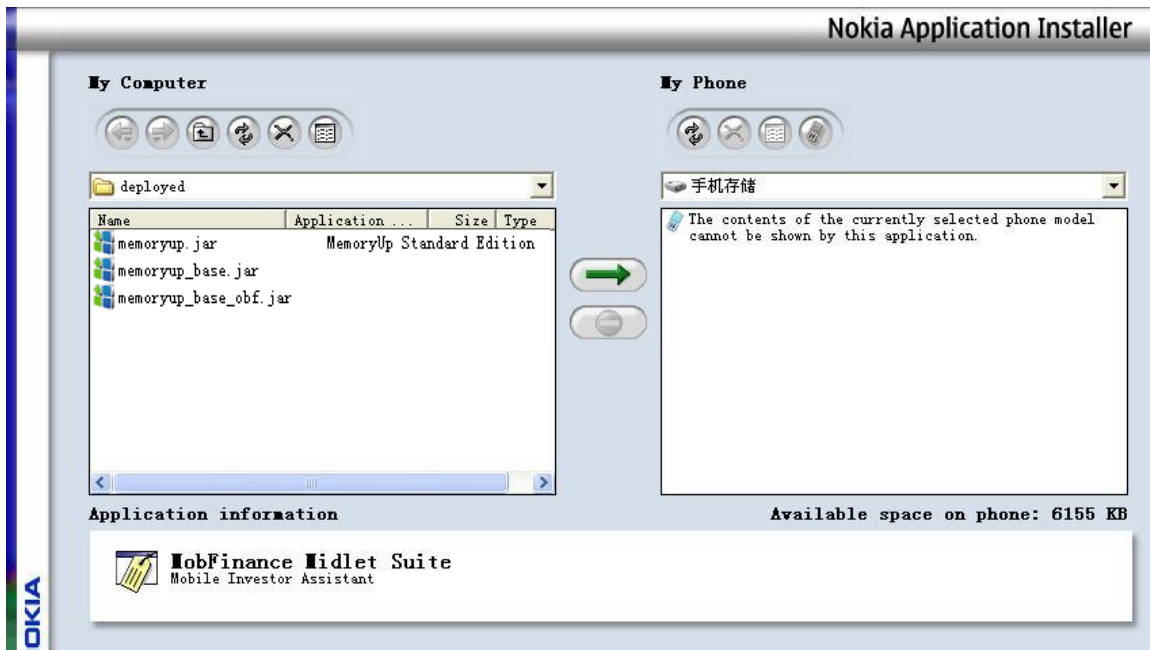 Nokia Application Installer
My Computer
My Phone
deployed
手机存储
Name Application ... Size Type
memoryup.jar MemoryUp Standard Edition
memoryup_base.jar
memoryup_base_obf.jar
The contents of the currently selected phone model
cannot be shown by this application.
Application information
Available space on phone: 6155 KB
MobFinance Midlet Suite
Mobile Investor Assistant
OKIA